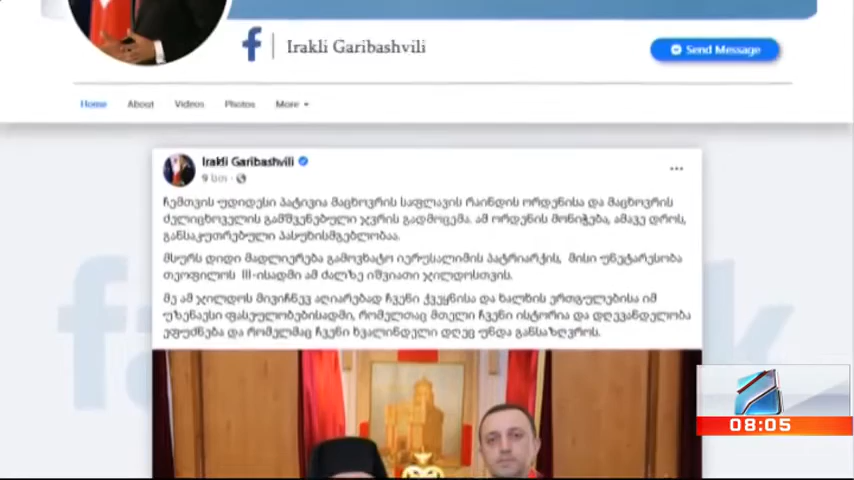 Irakli Garibashvili
Send Message
Home About Videos Photos More
Irakli Garibashvili
ჩემთვის უდიდესი პატივია მაცხოვრის საფლავის რაინდის ორდენისა და მაცხოვრის
ძელიცხოველის გამშვენებული ჯვრის გადმოცემა. ამ ორდენის მონიჭება, ამავე დროს,
განსაკუთრებული პასუხისმგებლობაა.
მსურს დიდი მადლიერება გამოვხატო იერუსალიმის პატრიარქის, მისი უნეტარესობა
თეოფილოს III-ისადმი ამ ძალზე იშვიათი ჯილდოსთვის.
მე ამ ჯილდოს მივიჩნევ აღიარებად ჩვენი ქვეყნისა და ხალხის ერთგულებისა იმ
უზენაესი ფასეულობებისადმი, რომელთაც მთელი ჩვენი ისტორია და დღევანდელობა
ეფუძნება და რომელმაც ჩვენი ხვალინდელი დღეც უნდა განსაზღვროს.
08:05